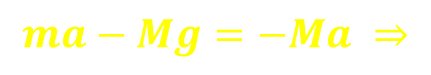 ma − Mg = −Ma ⇒